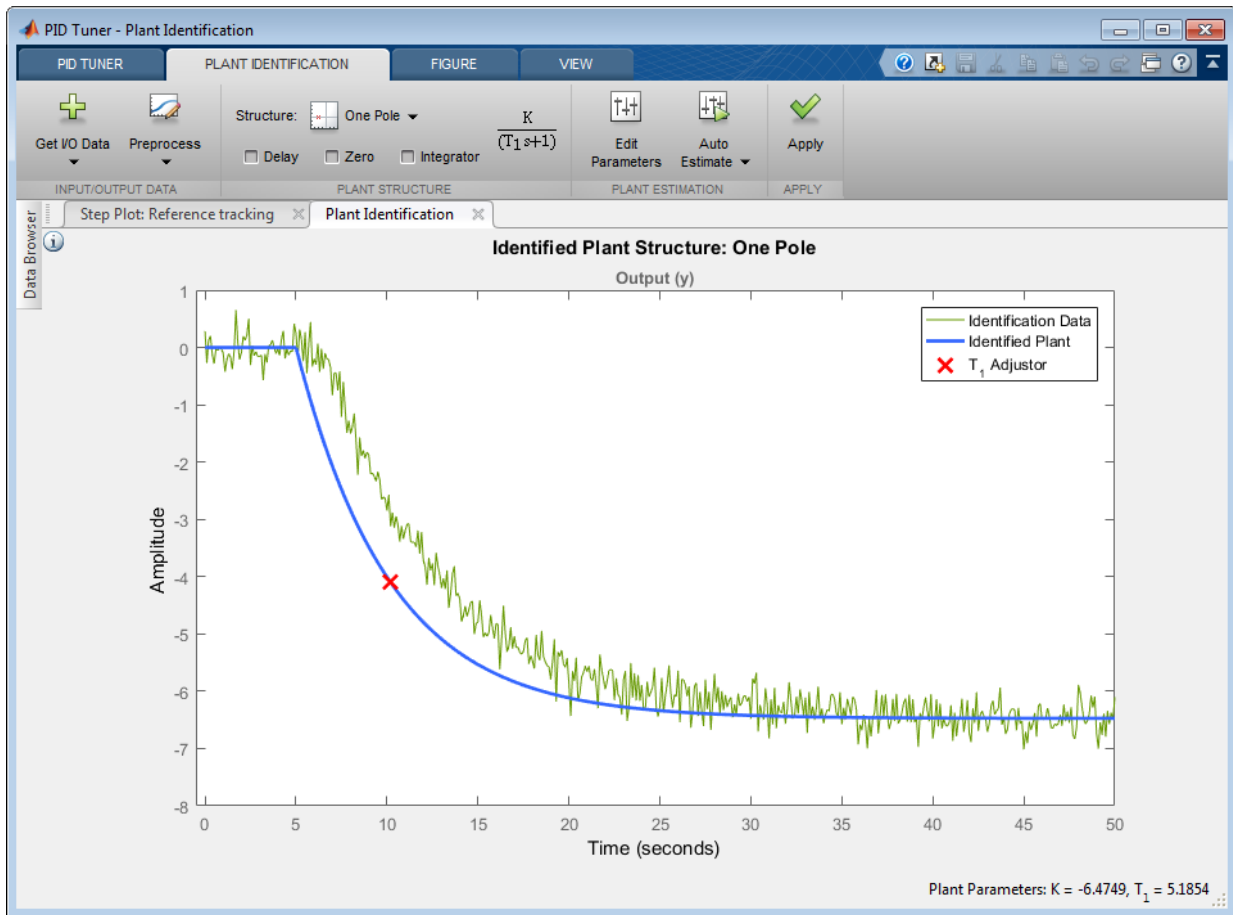 PID Tuner - Plant Identification
PID TUNER PLANT IDENTIFICATION FIGURE VIEW
Structure: One Pole
K
(T₁s+1)
Get I/O Data Preprocess
Delay Zero Integrator
Edit Parameters
Auto Estimate
Apply
INPUT/OUTPUT DATA PLANT STRUCTURE PLANT ESTIMATION APPLY
Step Plot: Reference tracking Plant Identification
Data Browser
Identified Plant Structure: One Pole
Output (y)
Identification Data
Identified Plant
T₁ Adjustor
Amplitude
1
0
-1
-2
-3
-4
-5
-6
-7
-8
0 5 10 15 20 25 30 35 40 45 50
Time (seconds)
Plant Parameters: K = -6.4749, T₁ = 5.1854